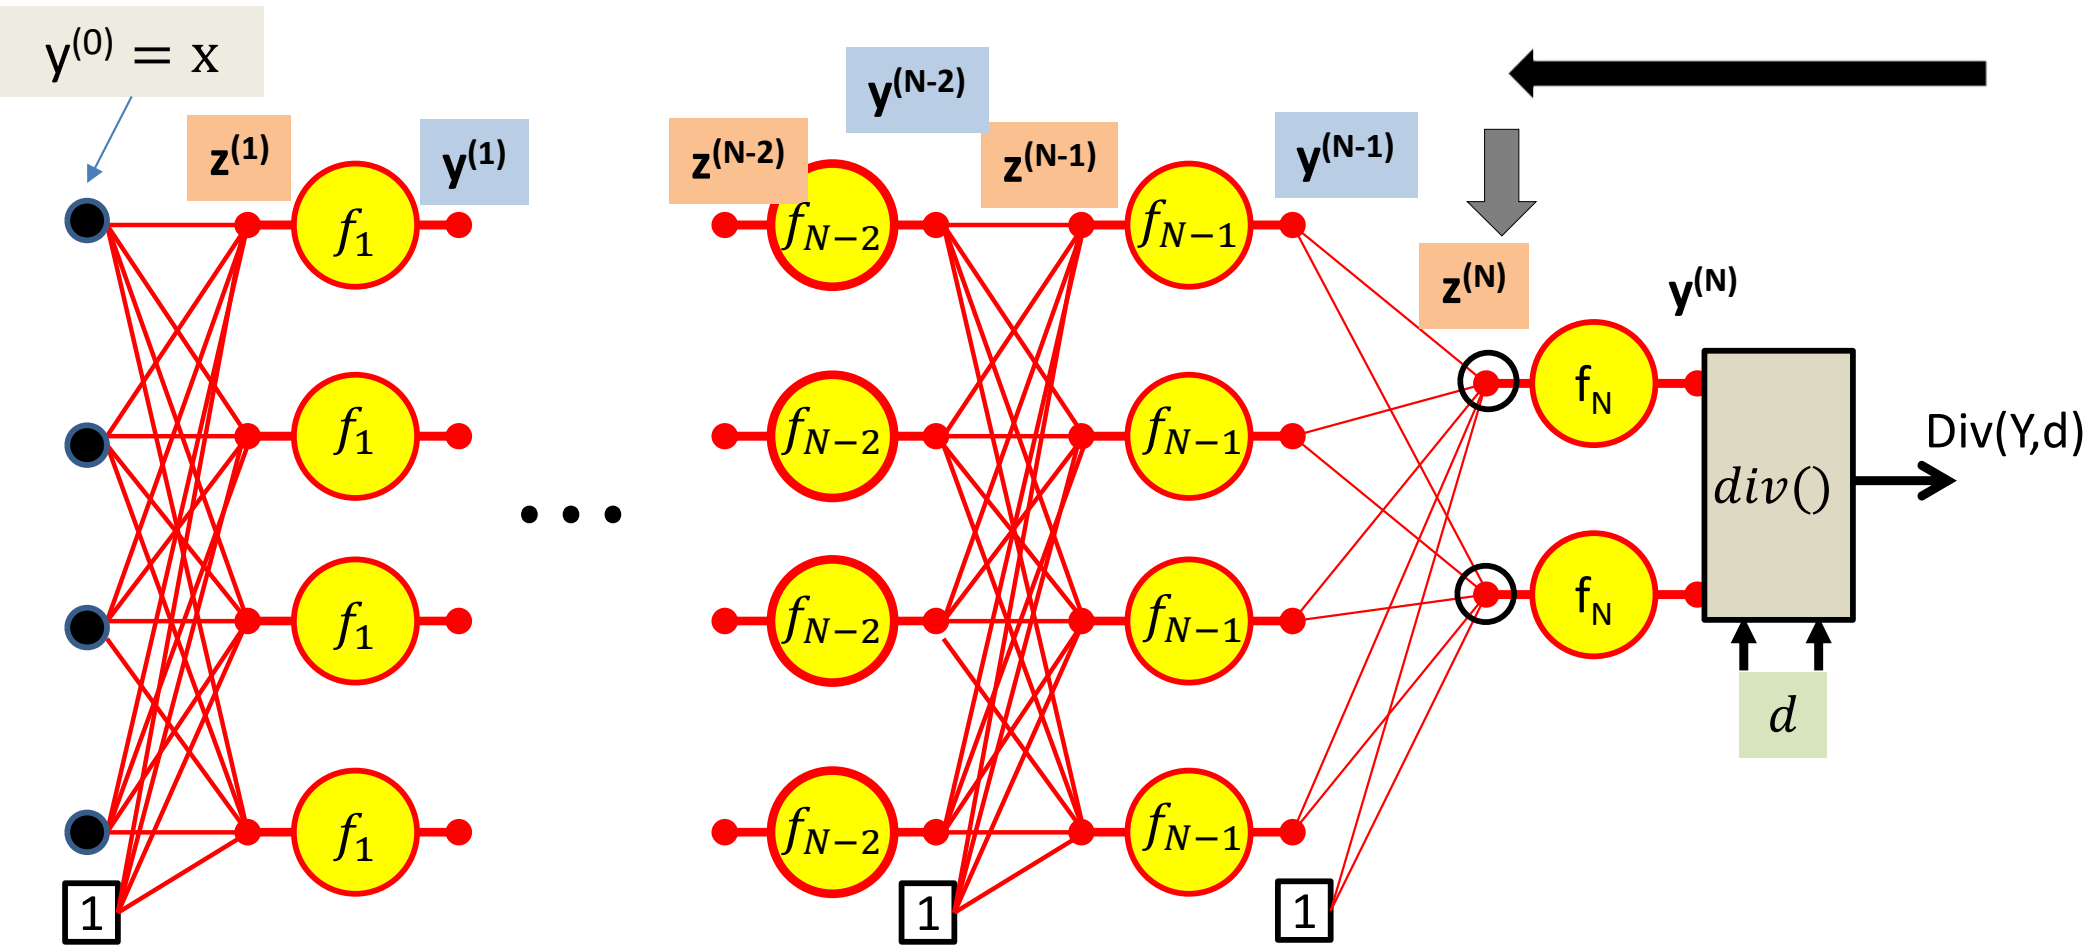 y(0) = x
z(1)
y(1)
z(N-2)
y(N-2)
z(N-1)
y(N-1)
z(N)
y(N)
f1
fN−2
fN−1
fN
f1
fN−2
fN−1
Div(Y,d)
div()
• • •
f1
fN−2
fN−1
fN
d
f1
fN−2
fN−1
1
1
1